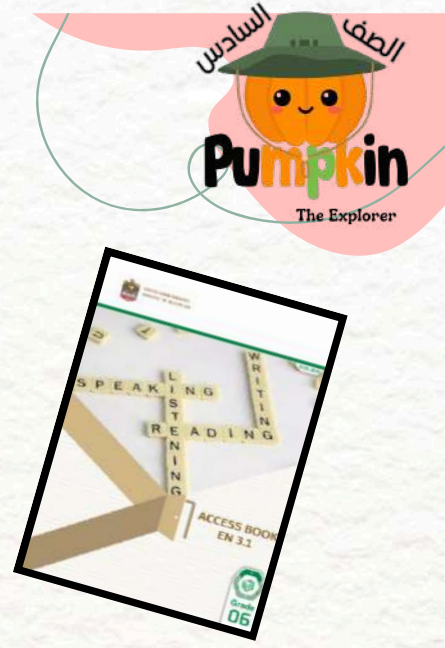 الصف السادس
Pumpkin
The Explorer
SPEAKING
LISTENING
WRITING
READING
ACCESS BOOK
EN 3.1
Grade
06